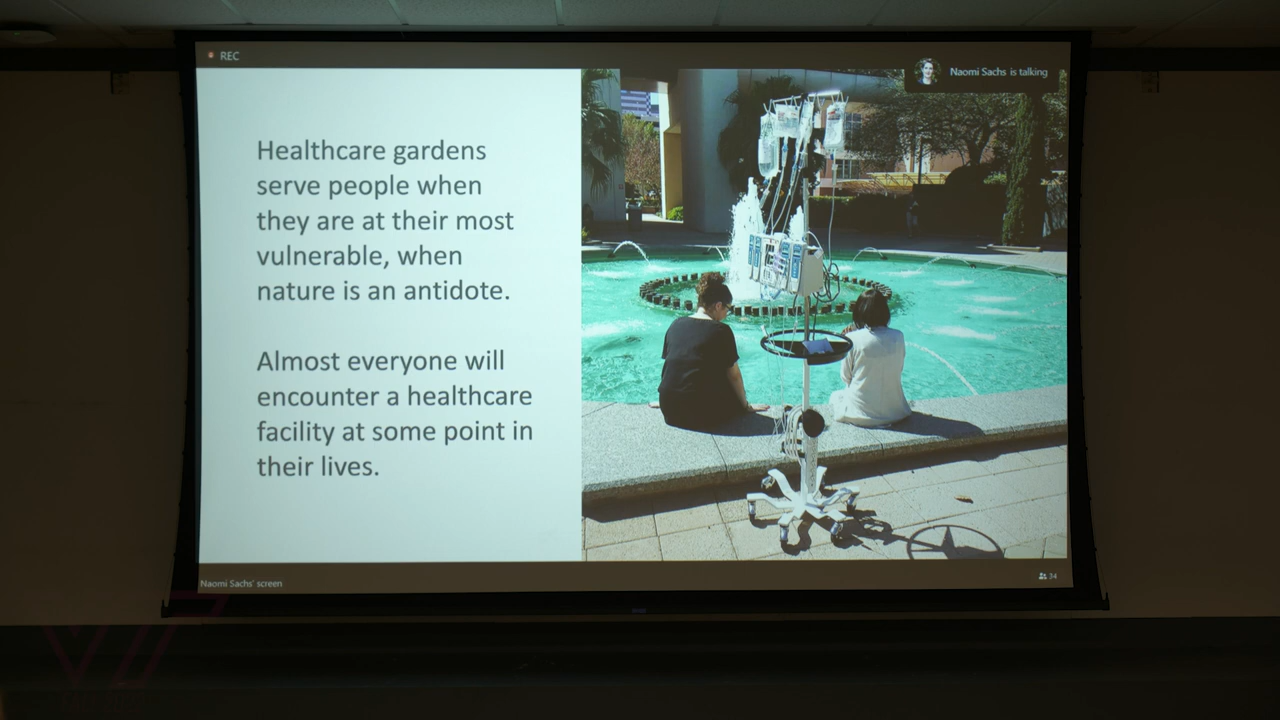 REC
Naomi Sachs is talking
Healthcare gardens
serve people when
they are at their most
vulnerable, when
nature is an antidote.
Almost everyone will
encounter a healthcare
facility at some point in
their lives.
Naomi Sachs' screen
34